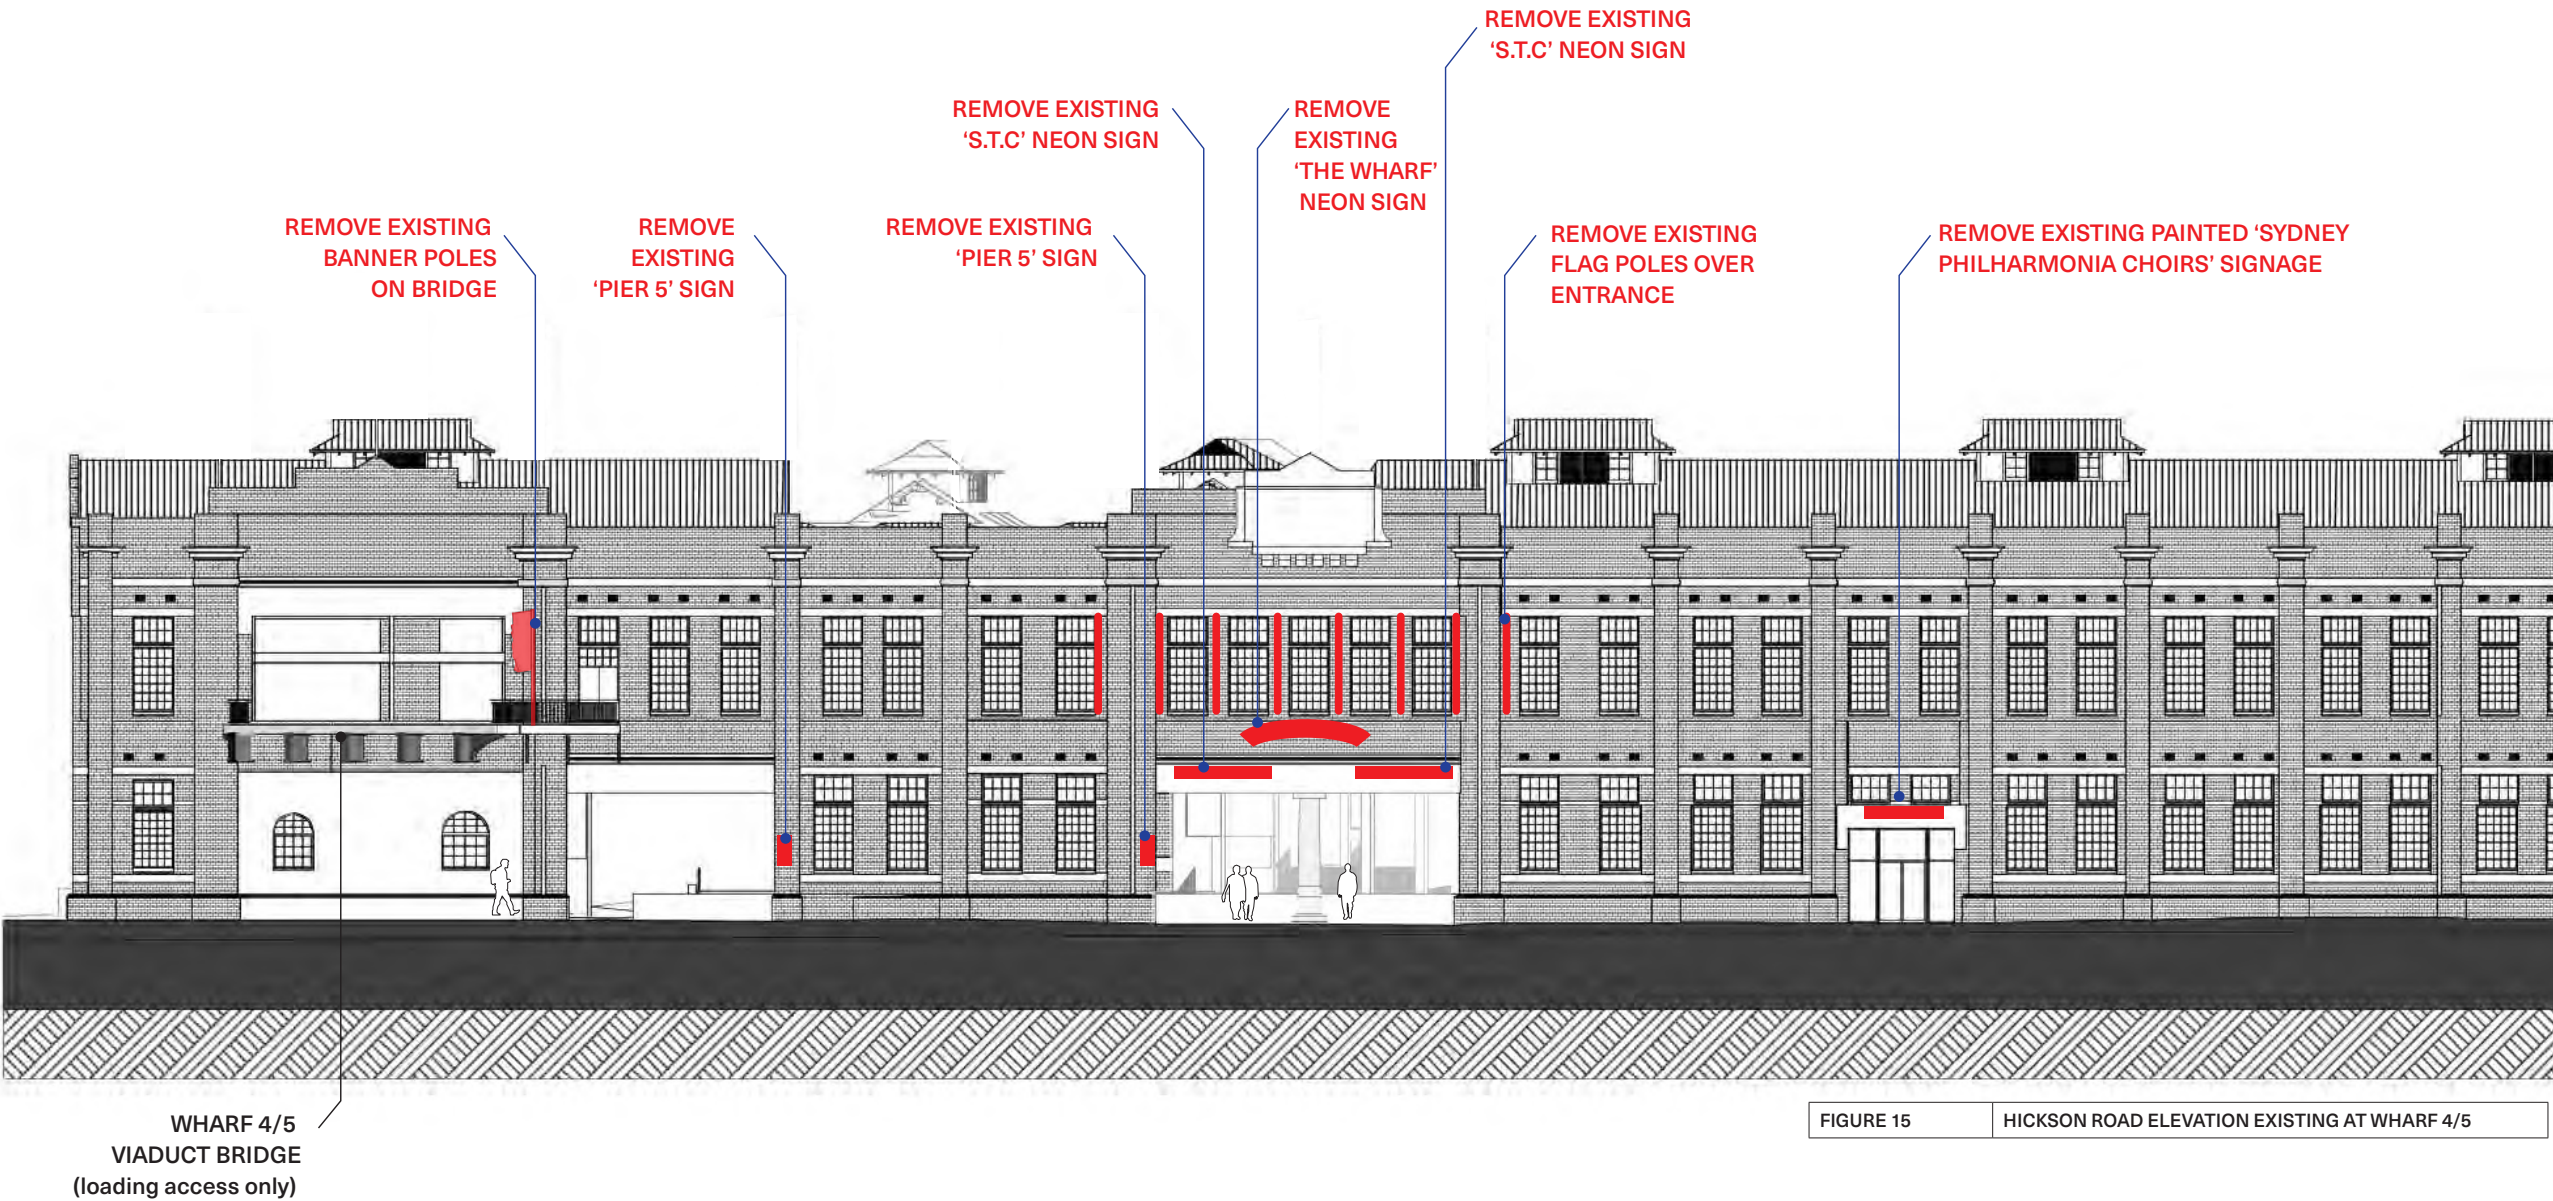 REMOVE EXISTING
‘S.T.C’ NEON SIGN
REMOVE EXISTING
‘S.T.C’ NEON SIGN
REMOVE
EXISTING
‘THE WHARF’
NEON SIGN
REMOVE EXISTING
BANNER POLES
ON BRIDGE
REMOVE
EXISTING
‘PIER 5’ SIGN
REMOVE EXISTING
‘PIER 5’ SIGN
REMOVE EXISTING
FLAG POLES OVER
ENTRANCE
REMOVE EXISTING PAINTED ‘SYDNEY
PHILHARMONIA CHOIRS’ SIGNAGE
WHARF 4/5
VIADUCT BRIDGE
(loading access only)
FIGURE 15 HICKSON ROAD ELEVATION EXISTING AT WHARF 4/5